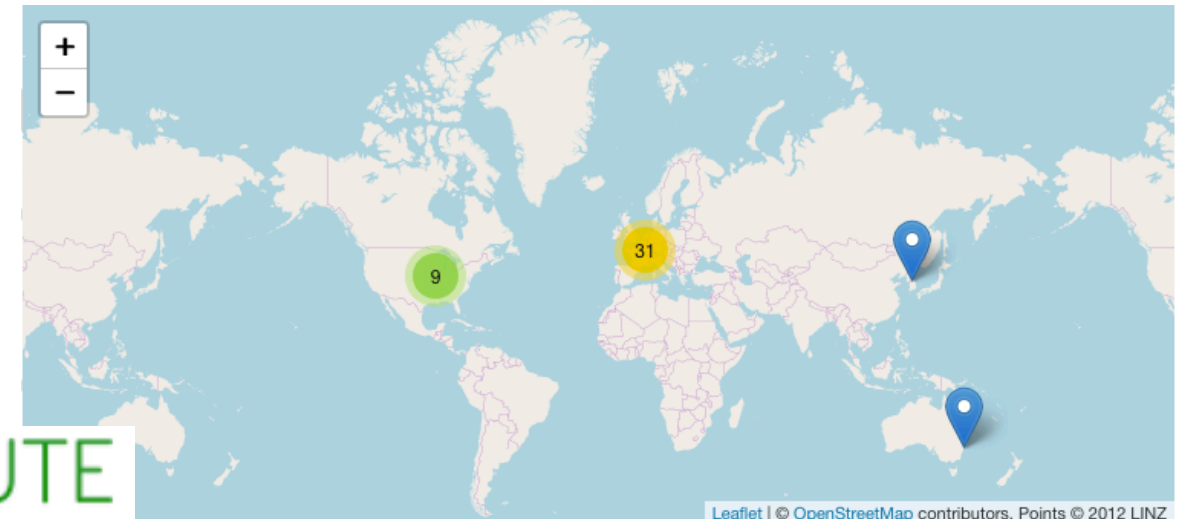 +
−
31
9
UTE
Leaflet | © OpenStreetMap contributors, Points © 2012 LINZ